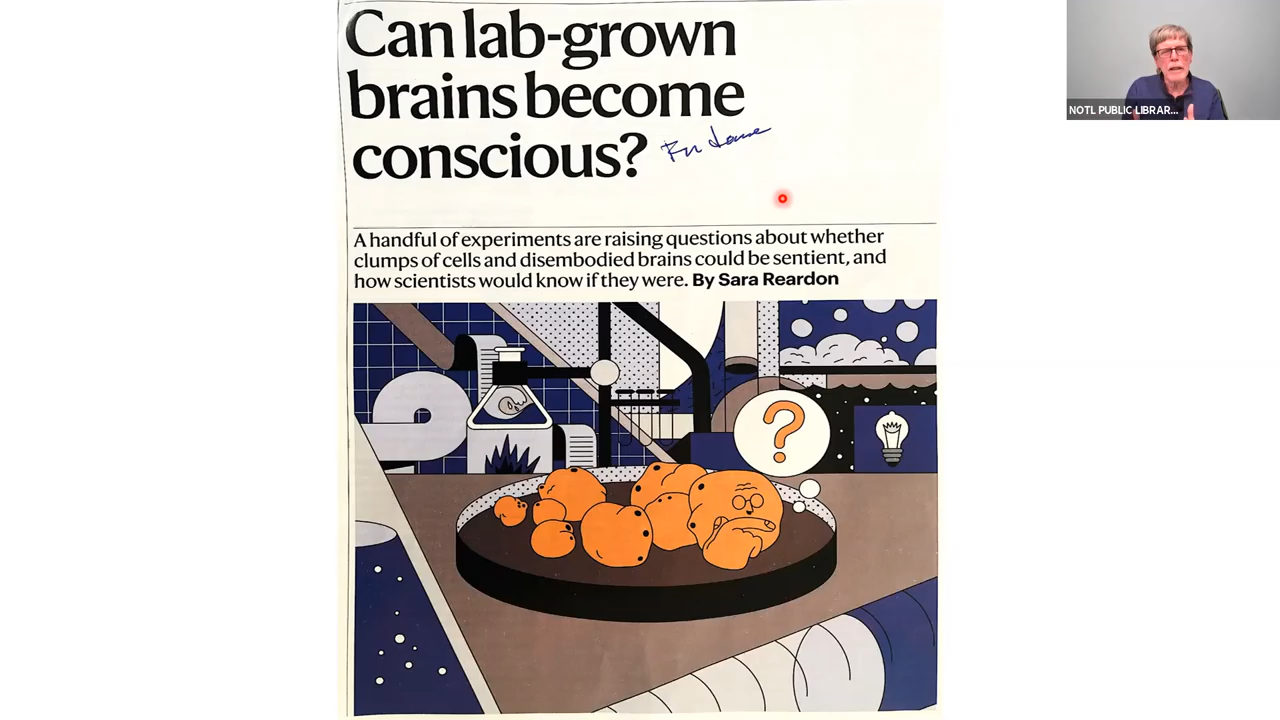 Can lab-grown
brains become
conscious?
A handful of experiments are raising questions about whether
clumps of cells and disembodied brains could be sentient, and
how scientists would know if they were. By Sara Reardon
?
NOTL PUBLIC LIBRAR...